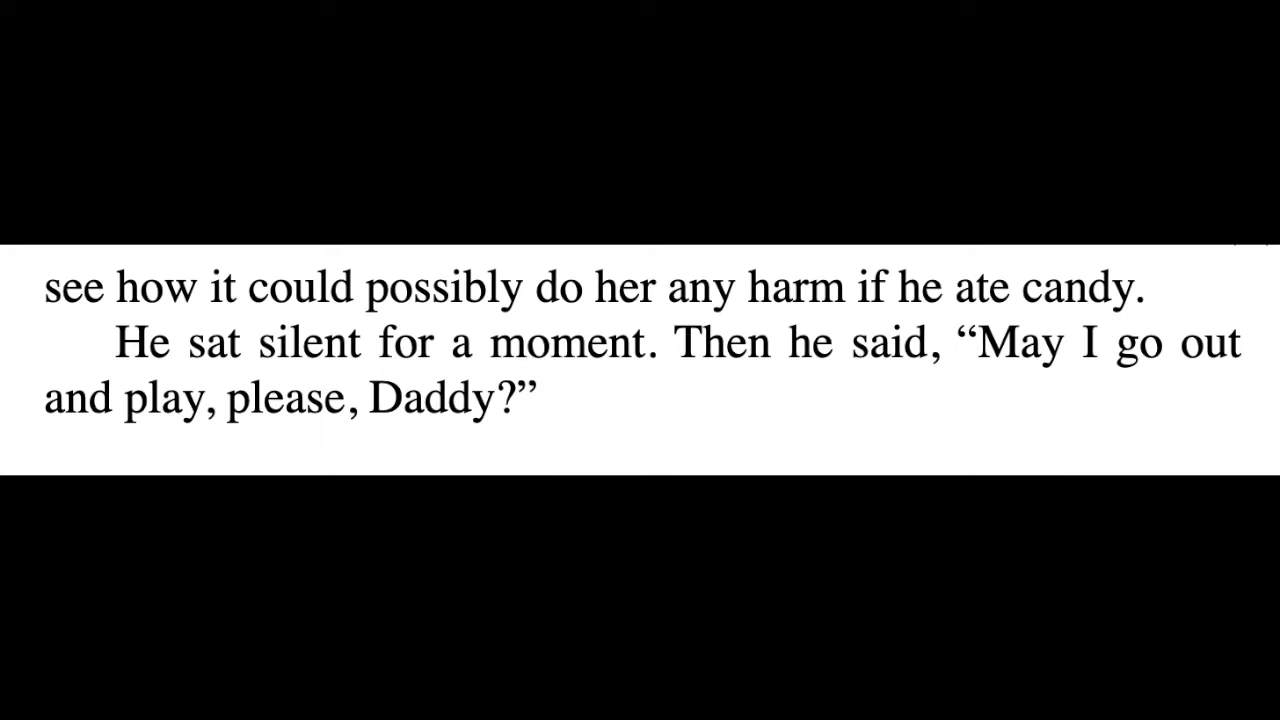 see how it could possibly do her any harm if he ate candy.
He sat silent for a moment. Then he said, “May I go out
and play, please, Daddy?”